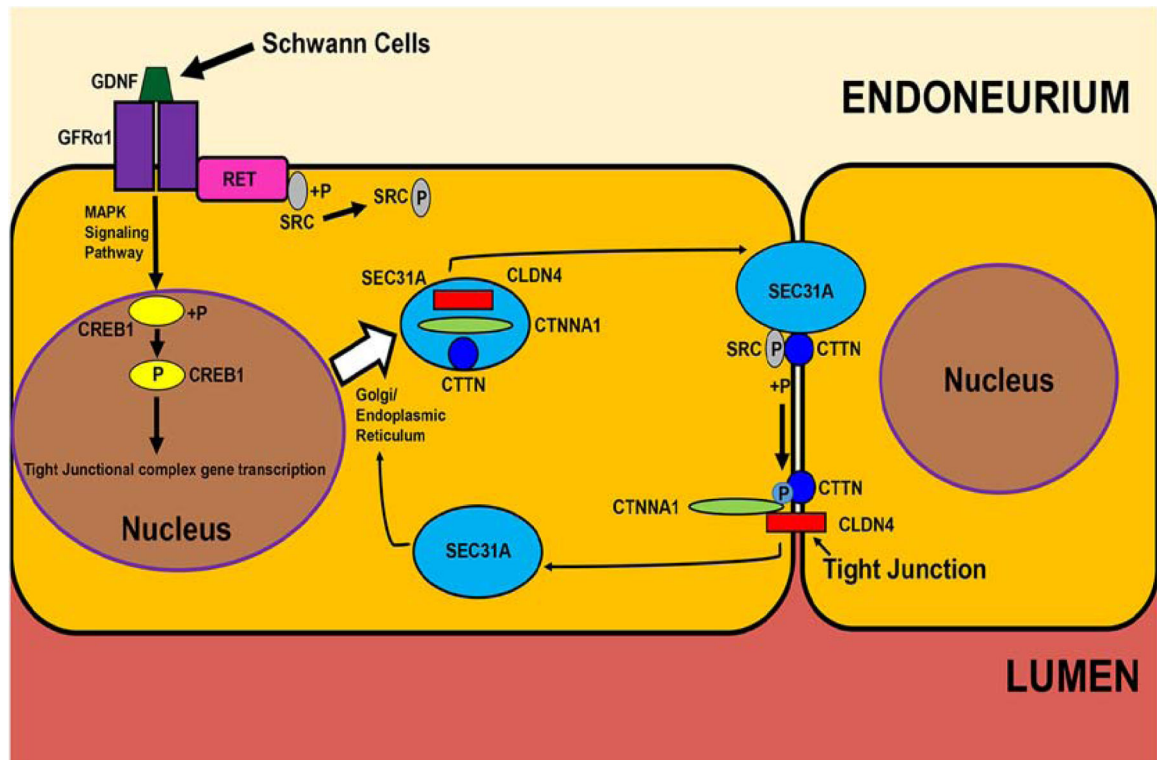 Schwann Cells
GDNF
ENDONEURIUM
GFRα1
RET
+P
SRC
SRC
P
MAPK
Signaling
Pathway
SEC31A
CLDN4
SEC31A
CREB1
+P
CTNNA1
P
CREB1
CTTN
SRC
P
CTTN
+P
Nucleus
Golgi/
Endoplasmic
Reticulum
Tight Junctional complex gene transcription
P
CTTN
CTNNA1
CLDN4
Nucleus
SEC31A
Tight Junction
LUMEN